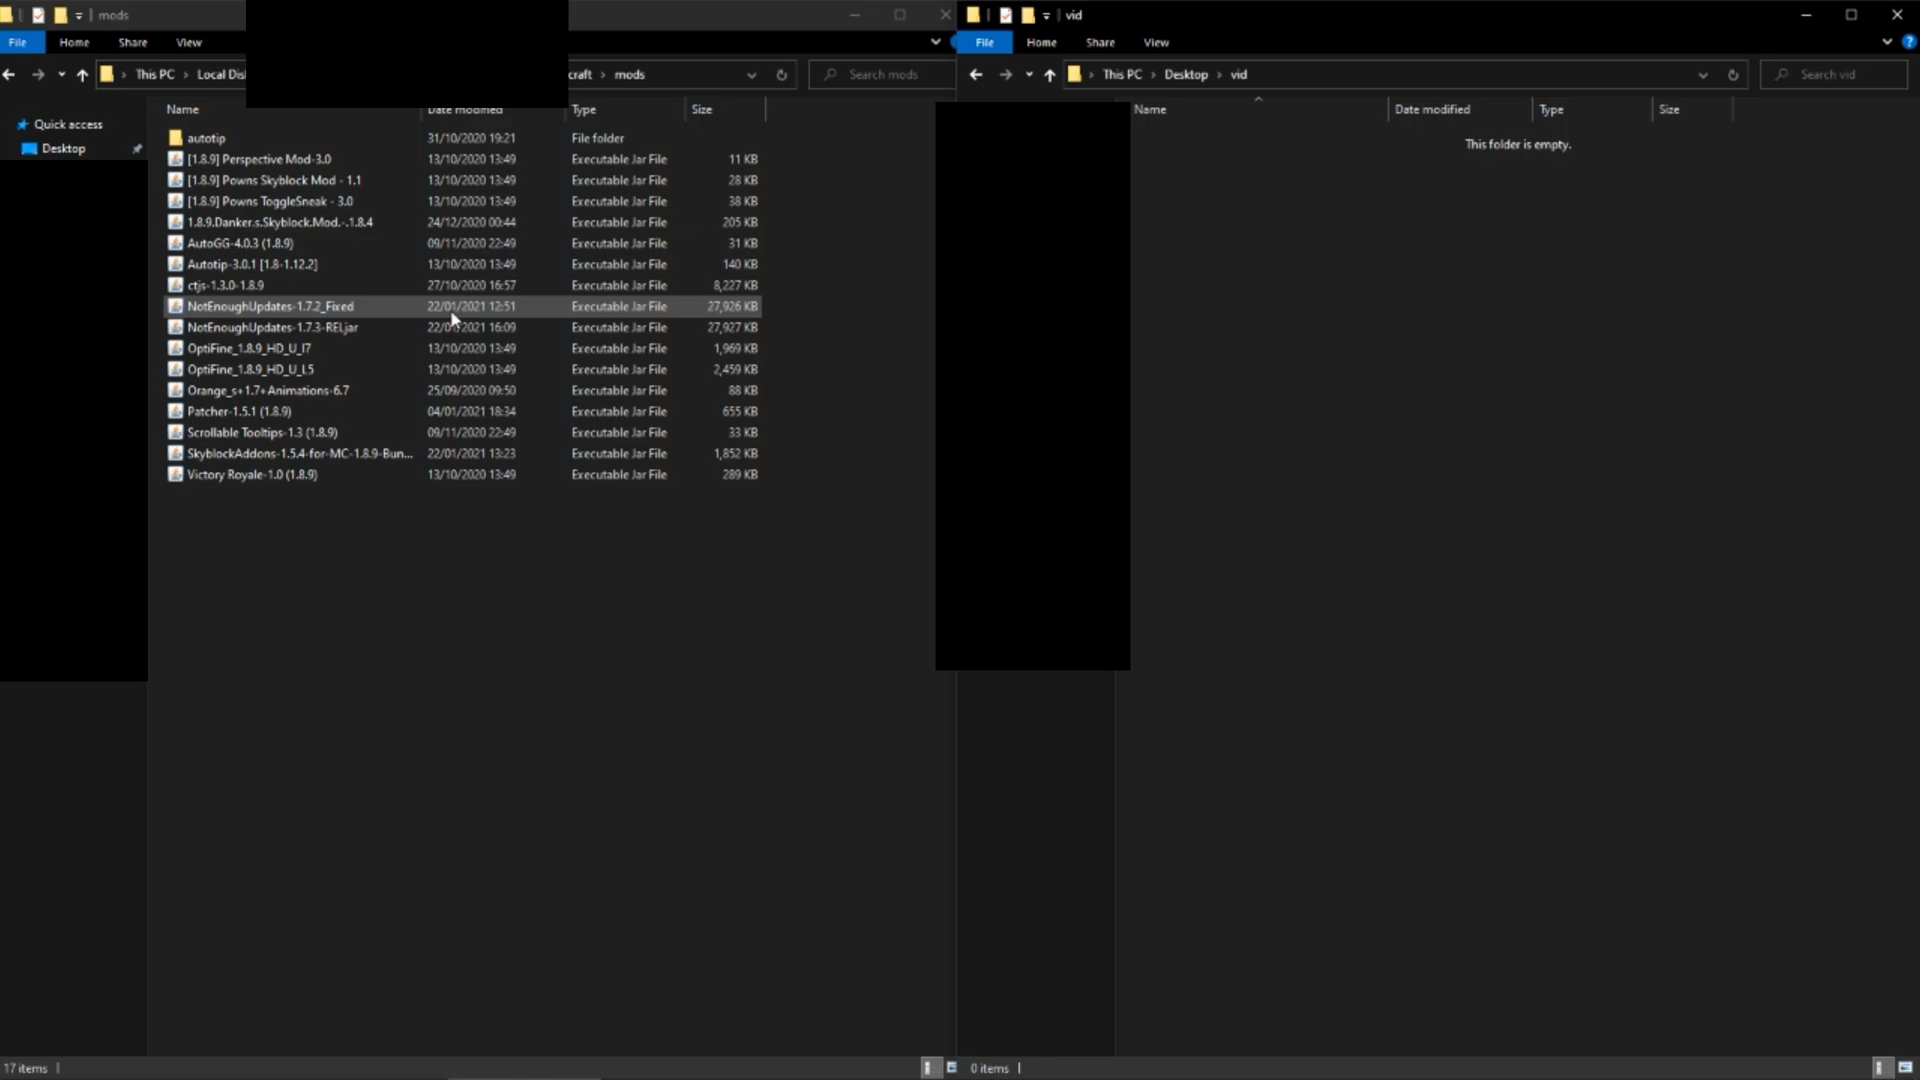 mods
File Home Share View
This PC › Local Dis
craft › mods
Search mods
Quick access
Desktop
Name Date modified Type Size
autotip 31/10/2020 19:21 File folder
[1.8.9] Perspective Mod-3.0 13/10/2020 13:49 Executable Jar File 11 KB
[1.8.9] Powns Skyblock Mod - 1.1 13/10/2020 13:49 Executable Jar File 28 KB
[1.8.9] Powns ToggleSneak - 3.0 13/10/2020 13:49 Executable Jar File 38 KB
1.8.9.Danker.s.Skyblock.Mod.-.1.8.4 24/12/2020 00:44 Executable Jar File 205 KB
AutoGG-4.0.3 (1.8.9) 09/11/2020 22:49 Executable Jar File 31 KB
Autotip-3.0.1 [1.8-1.12.2] 13/10/2020 13:49 Executable Jar File 140 KB
ctjs-1.3.0-1.8.9 27/10/2020 16:57 Executable Jar File 8,227 KB
NotEnoughUpdates-1.7.2_Fixed 22/01/2021 12:51 Executable Jar File 27,926 KB
NotEnoughUpdates-1.7.3-REL.jar 22/01/2021 16:09 Executable Jar File 27,927 KB
OptiFine_1.8.9_HD_U_I7 13/10/2020 13:49 Executable Jar File 1,969 KB
OptiFine_1.8.9_HD_U_L5 13/10/2020 13:49 Executable Jar File 2,459 KB
Orange_s+1.7+Animations-6.7 25/09/2020 09:50 Executable Jar File 88 KB
Patcher-1.5.1 (1.8.9) 04/01/2021 18:34 Executable Jar File 655 KB
Scrollable Tooltips-1.3 (1.8.9) 09/11/2020 22:49 Executable Jar File 33 KB
SkyblockAddons-1.5.4-for-MC-1.8.9-Bun... 22/01/2021 13:23 Executable Jar File 1,852 KB
Victory Royale-1.0 (1.8.9) 13/10/2020 13:49 Executable Jar File 289 KB
17 items
vid
File Home Share View
This PC › Desktop › vid
Search vid
Name Date modified Type Size
This folder is empty.
0 items